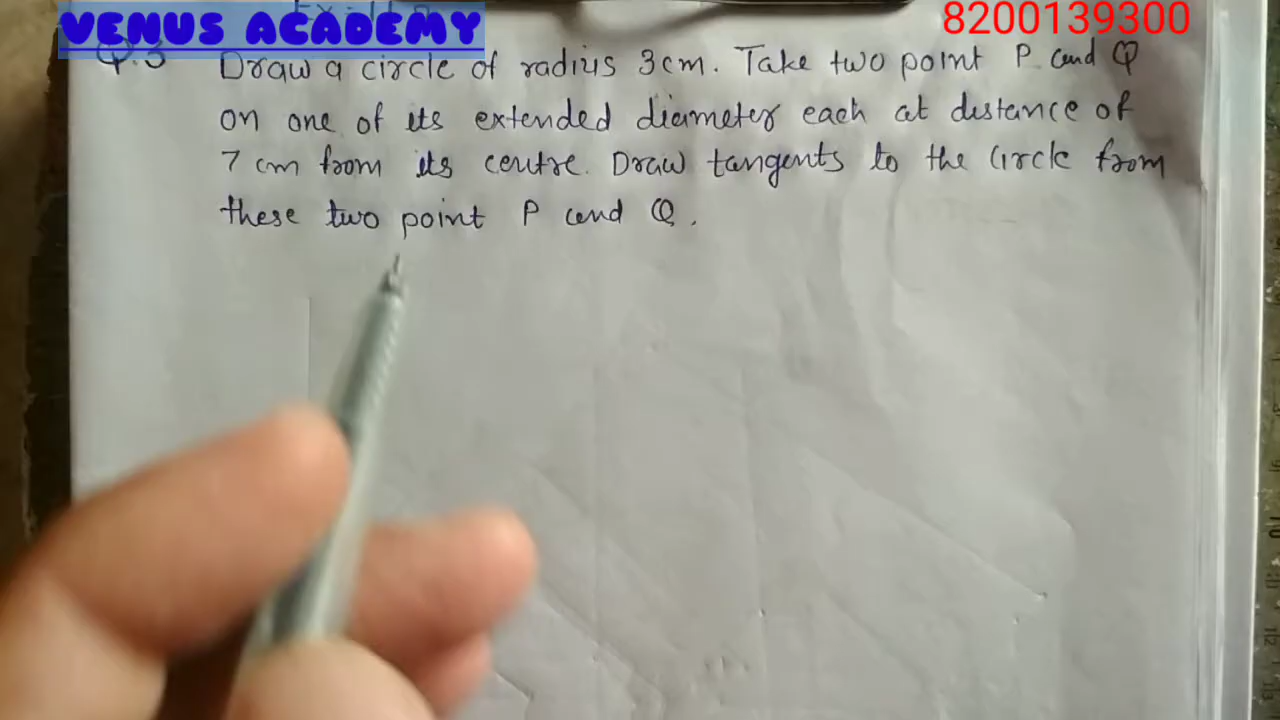 VENUS ACADEMY
8200139300
Q.3 Draw a circle of radius 3cm. Take two point P and Q
on one of its extended diameter each at distance of
7 cm from its centre. Draw tangents to the circle from
these two point P and Q.